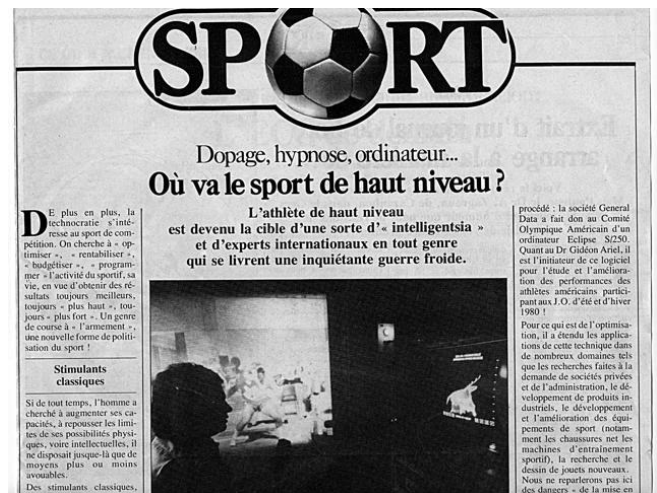 SPORT
Dopage, hypnose, ordinateur...
Où va le sport de haut niveau ?
L'athlète de haut niveau
est devenu la cible d'une sorte d'« intelligentsia »
et d'experts internationaux en tout genre
qui se livrent une inquiétante guerre froide.
DE plus en plus, la
technocratie s'inté-
resse au sport de com-
pétition. On cherche à « op-
timiser », « rentabiliser »,
« budgétiser », « program-
mer » l'activité du sportif, sa
vie, en vue d'obtenir des ré-
sultats toujours meilleurs,
toujours « plus haut », tou-
jours « plus fort ». Un genre
de course à « l'armement »,
une nouvelle forme de politi-
sation du sport !
Stimulants
classiques
Si de tout temps, l'homme a
cherché à augmenter ses ca-
pacités, à repousser les limi-
tes de ses possibilités physi-
ques, voire intellectuelles, il
ne disposait jusque-là que de
moyens plus ou moins
avouables.
Des stimulants classiques,
procédé : la société General
Data a fait don au Comité
Olympique Américain d'un
ordinateur Eclipse S/250.
Quant au Dr Gidéon Ariel, il
est l'initiateur de ce logiciel
pour l'étude et l'améliora-
tion des performances des
athlètes américains partici-
pant aux J.O. d'été et d'hiver
1980 !
Pour ce qui est de l'optimisa-
tion, il a étendu les applica-
tions de cette technique dans
de nombreux domaines tels
que les recherches faites à la
demande de sociétés privées
et de l'administration, le dé-
veloppement de produits in-
dustriels, le développement
et l'amélioration des équi-
pements de sport (notam-
ment les chaussures net les
machines d'entraînement
sportif), la recherche et le
dessin de jouets nouveaux.
Nous ne reparlerons pas ici
des dangers « de la mise en